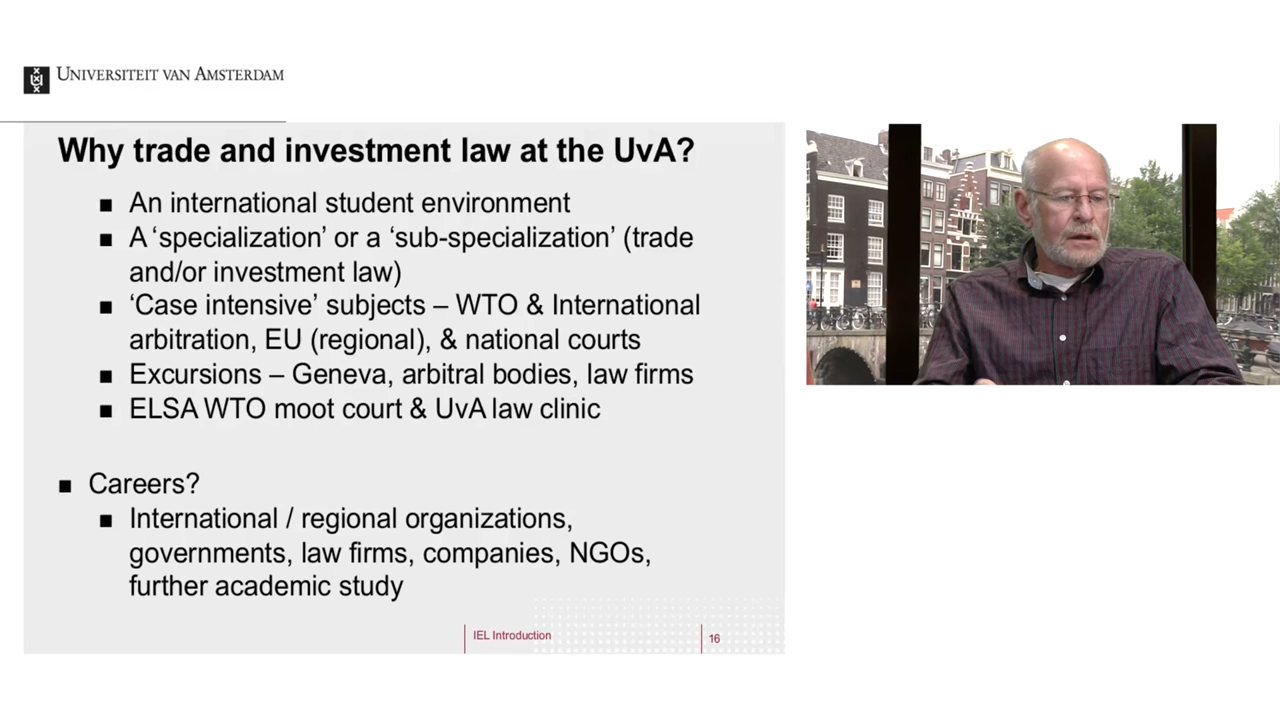 UNIVERSITEIT VAN AMSTERDAM
Why trade and investment law at the UvA?
■ An international student environment
■ A ‘specialization’ or a ‘sub-specialization’ (trade
and/or investment law)
■ ‘Case intensive’ subjects – WTO & International
arbitration, EU (regional), & national courts
■ Excursions – Geneva, arbitral bodies, law firms
■ ELSA WTO moot court & UvA law clinic
■ Careers?
■ International / regional organizations,
governments, law firms, companies, NGOs,
further academic study
IEL Introduction
16